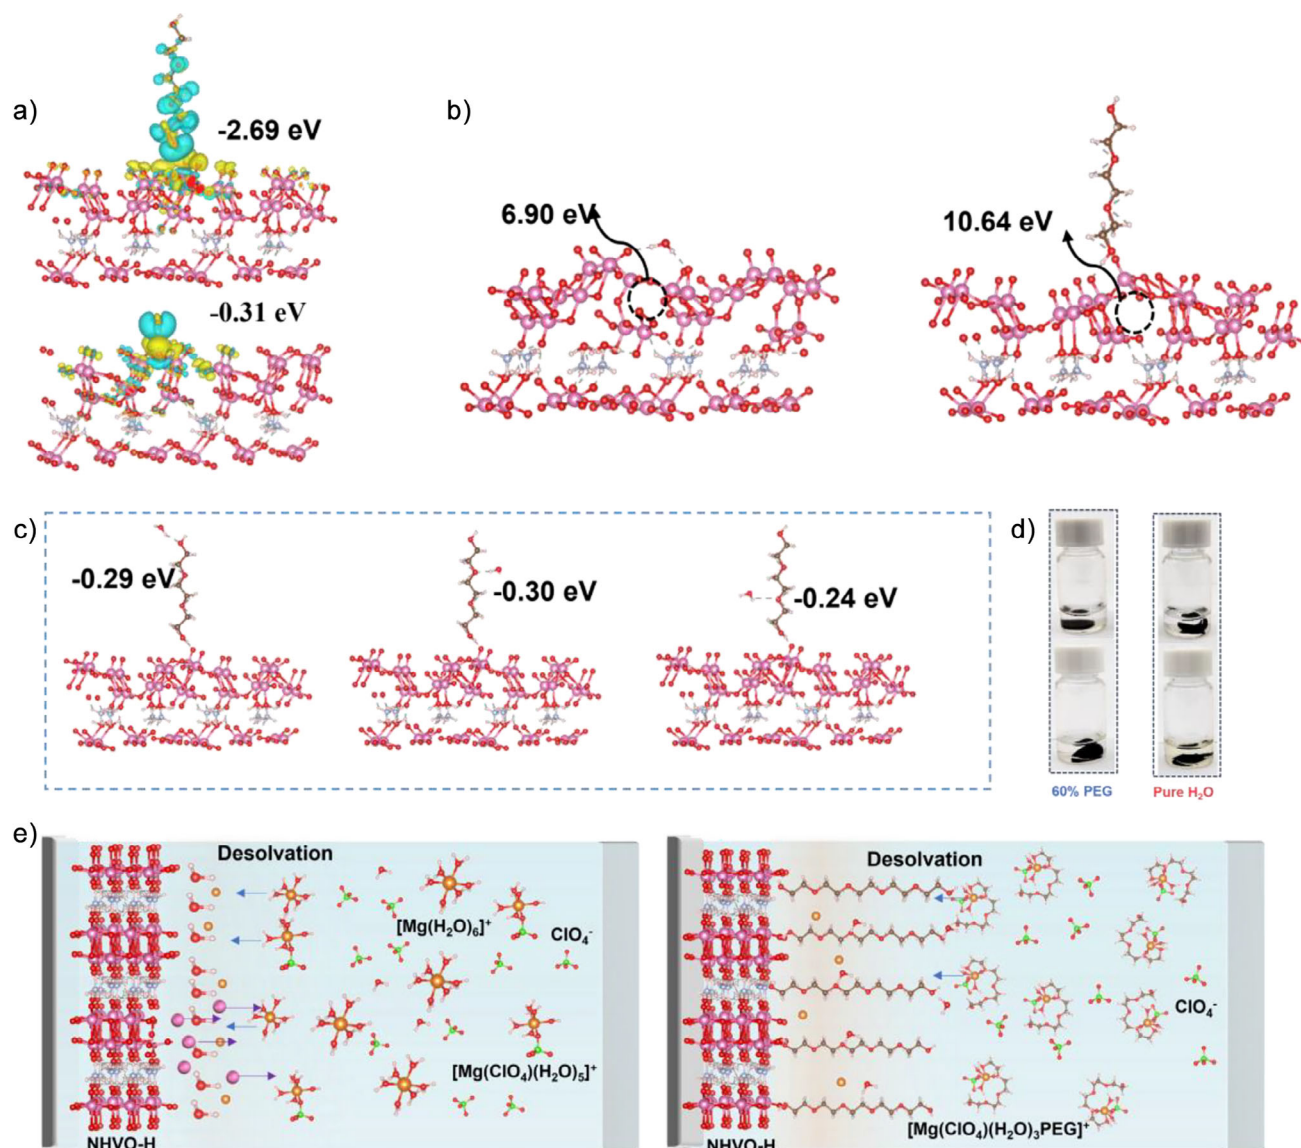 a)
-2.69 eV
-0.31 eV
b)
6.90 eV
10.64 eV
c)
-0.29 eV
-0.30 eV
-0.24 eV
d)
60% PEG
Pure H₂O
e)
Desolvation
[Mg(H₂O)₆]⁺
ClO₄⁻
[Mg(ClO₄)(H₂O)₅]⁺
NHVO-H
Desolvation
ClO₄⁻
[Mg(ClO₄)(H₂O)₃PEG]⁺
NHVO-H